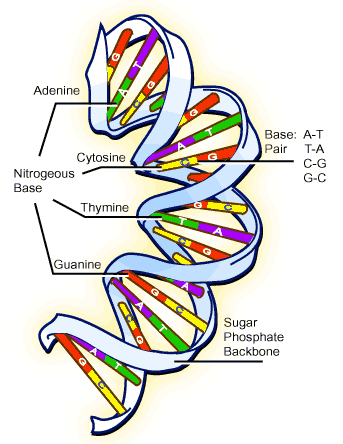 Adenine
Base: A-T
Pair T-A
C-G
G-C
Cytosine
Nitrogeous
Base
Thymine
Guanine
Sugar
Phosphate
Backbone
G
T
A
C
G
T
A
C
G
G
C
T
A
C
G
A
G
C
A
T
C
G
A
T
G
C